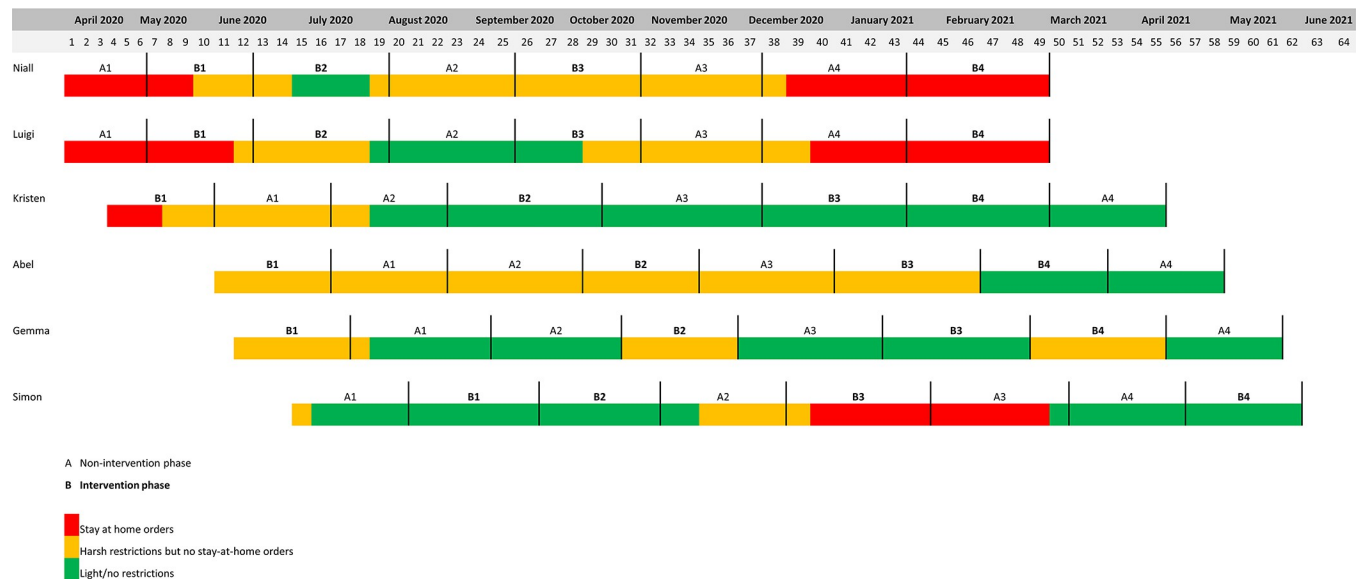 April 2020 May 2020 June 2020 July 2020 August 2020 September 2020 October 2020 November 2020 December 2020 January 2021 February 2021 March 2021 April 2021 May 2021 June 2021
1 2 3 4 5 6 7 8 9 10 11 12 13 14 15 16 17 18 19 20 21 22 23 24 25 26 27 28 29 30 31 32 33 34 35 36 37 38 39 40 41 42 43 44 45 46 47 48 49 50 51 52 53 54 55 56 57 58 59 60 61 62 63 64
Niall A1 B1 B2 A2 B3 A3 A4 B4
Luigi A1 B1 B2 A2 B3 A3 A4 B4
Kristen B1 A1 A2 B2 A3 B3 B4 A4
Abel B1 A1 A2 B2 A3 B3 B4 A4
Gemma B1 A1 A2 B2 A3 B3 B4 A4
Simon A1 B1 B2 A2 B3 A3 A4 B4
A Non-intervention phase
B Intervention phase
Stay at home orders
Harsh restrictions but no stay-at-home orders
Light/no restrictions